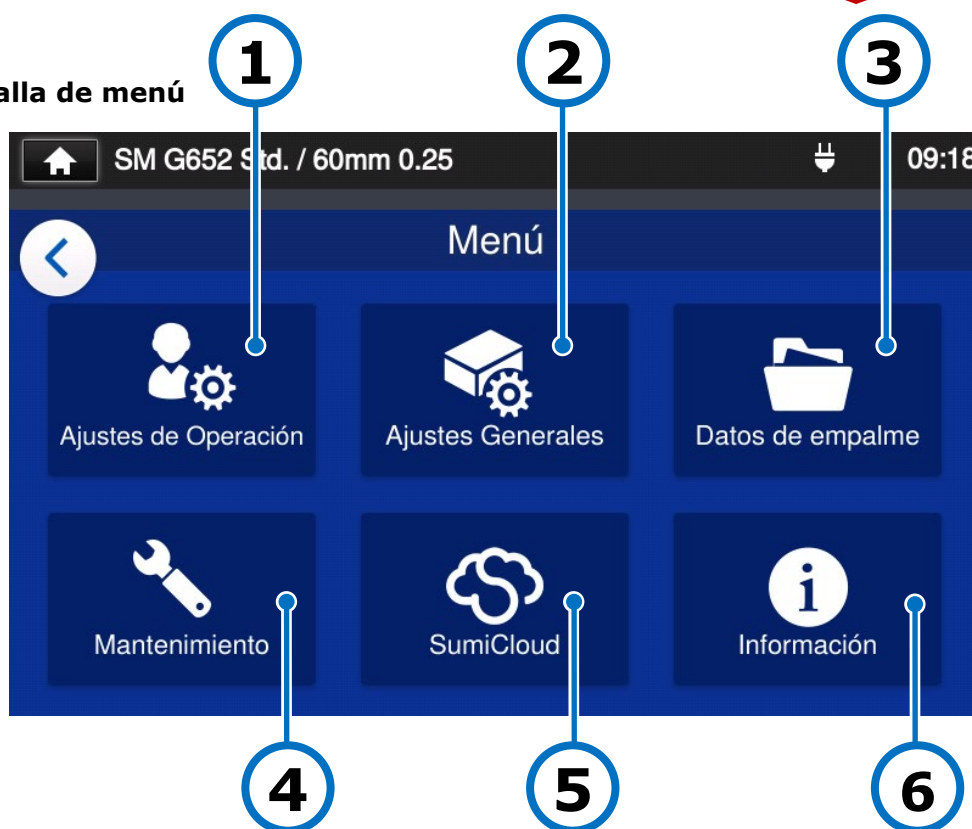 1 2 3
alla de menú
SM G652 Std. / 60mm 0.25 09:18
Menú
Ajustes de Operación Ajustes Generales Datos de empalme
Mantenimiento SumiCloud Información
4 5 6